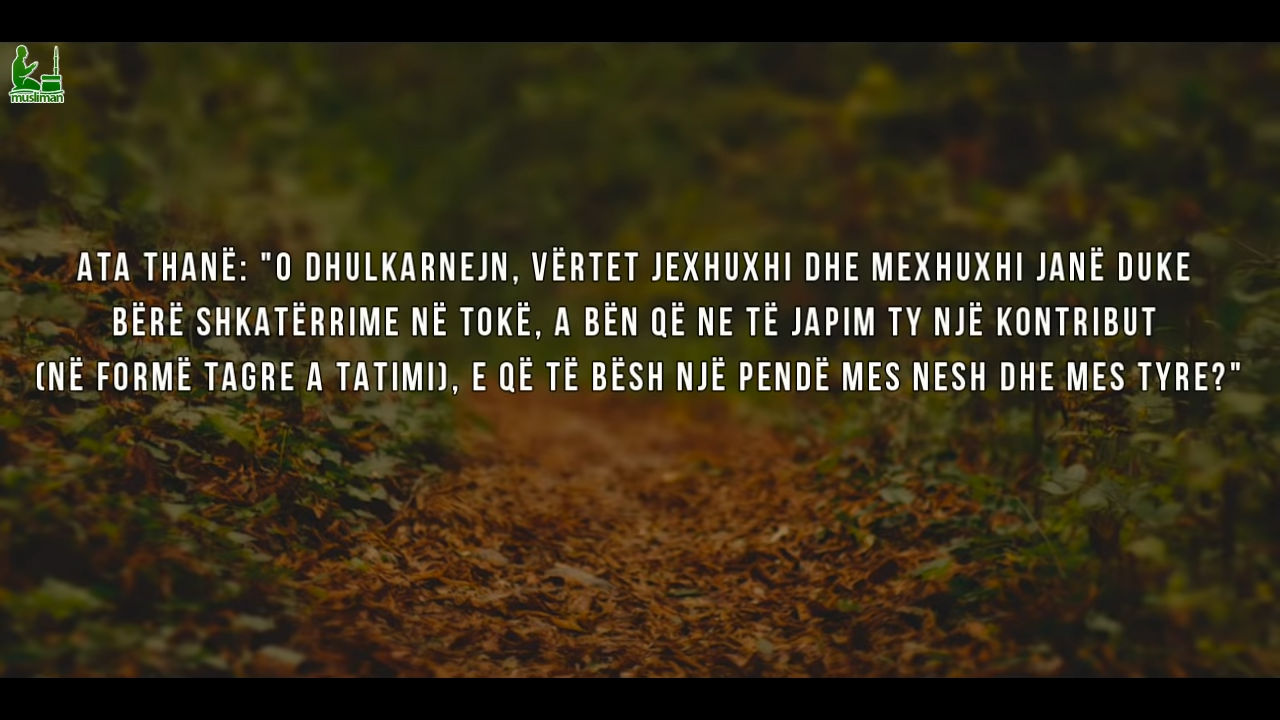 musliman
ATA THANË: "O DHULKARNEJN, VËRTET JEXHUXHI DHE MEXHUXHI JANË DUKE
BËRË SHKATËRRIME NË TOKË, A BËN QË NE TË JAPIM TY NJË KONTRIBUT
(NË FORMË TAGRE A TATIMI), E QË TË BËSH NJË PENDË MES NESH DHE MES TYRE?"